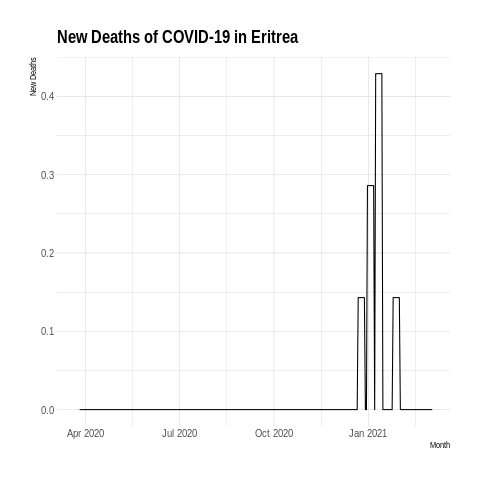 New Deaths of COVID-19 in Eritrea
New Deaths
0.4
0.3
0.2
0.1
0.0
Apr 2020 Jul 2020 Oct 2020 Jan 2021
Month